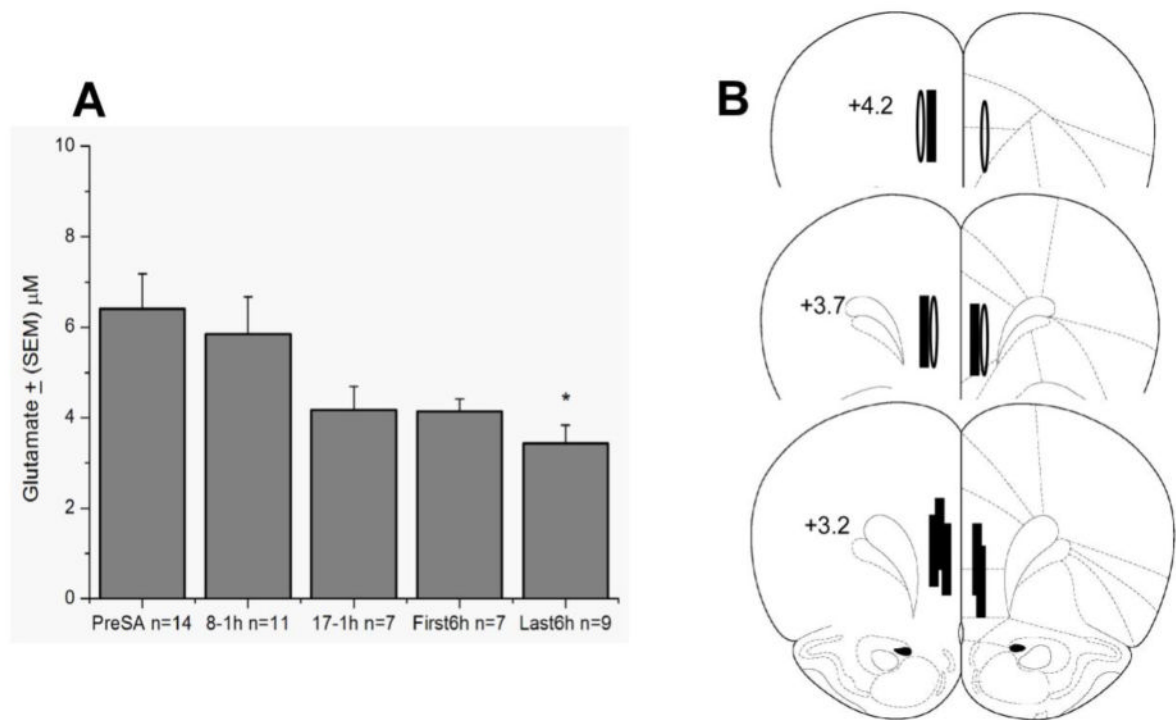 A
Glutamate ± (SEM) μM
10
8
6
4
2
0
*
PreSA n=14 8-1h n=11 17-1h n=7 First6h n=7 Last6h n=9
B
+4.2
+3.7
+3.2